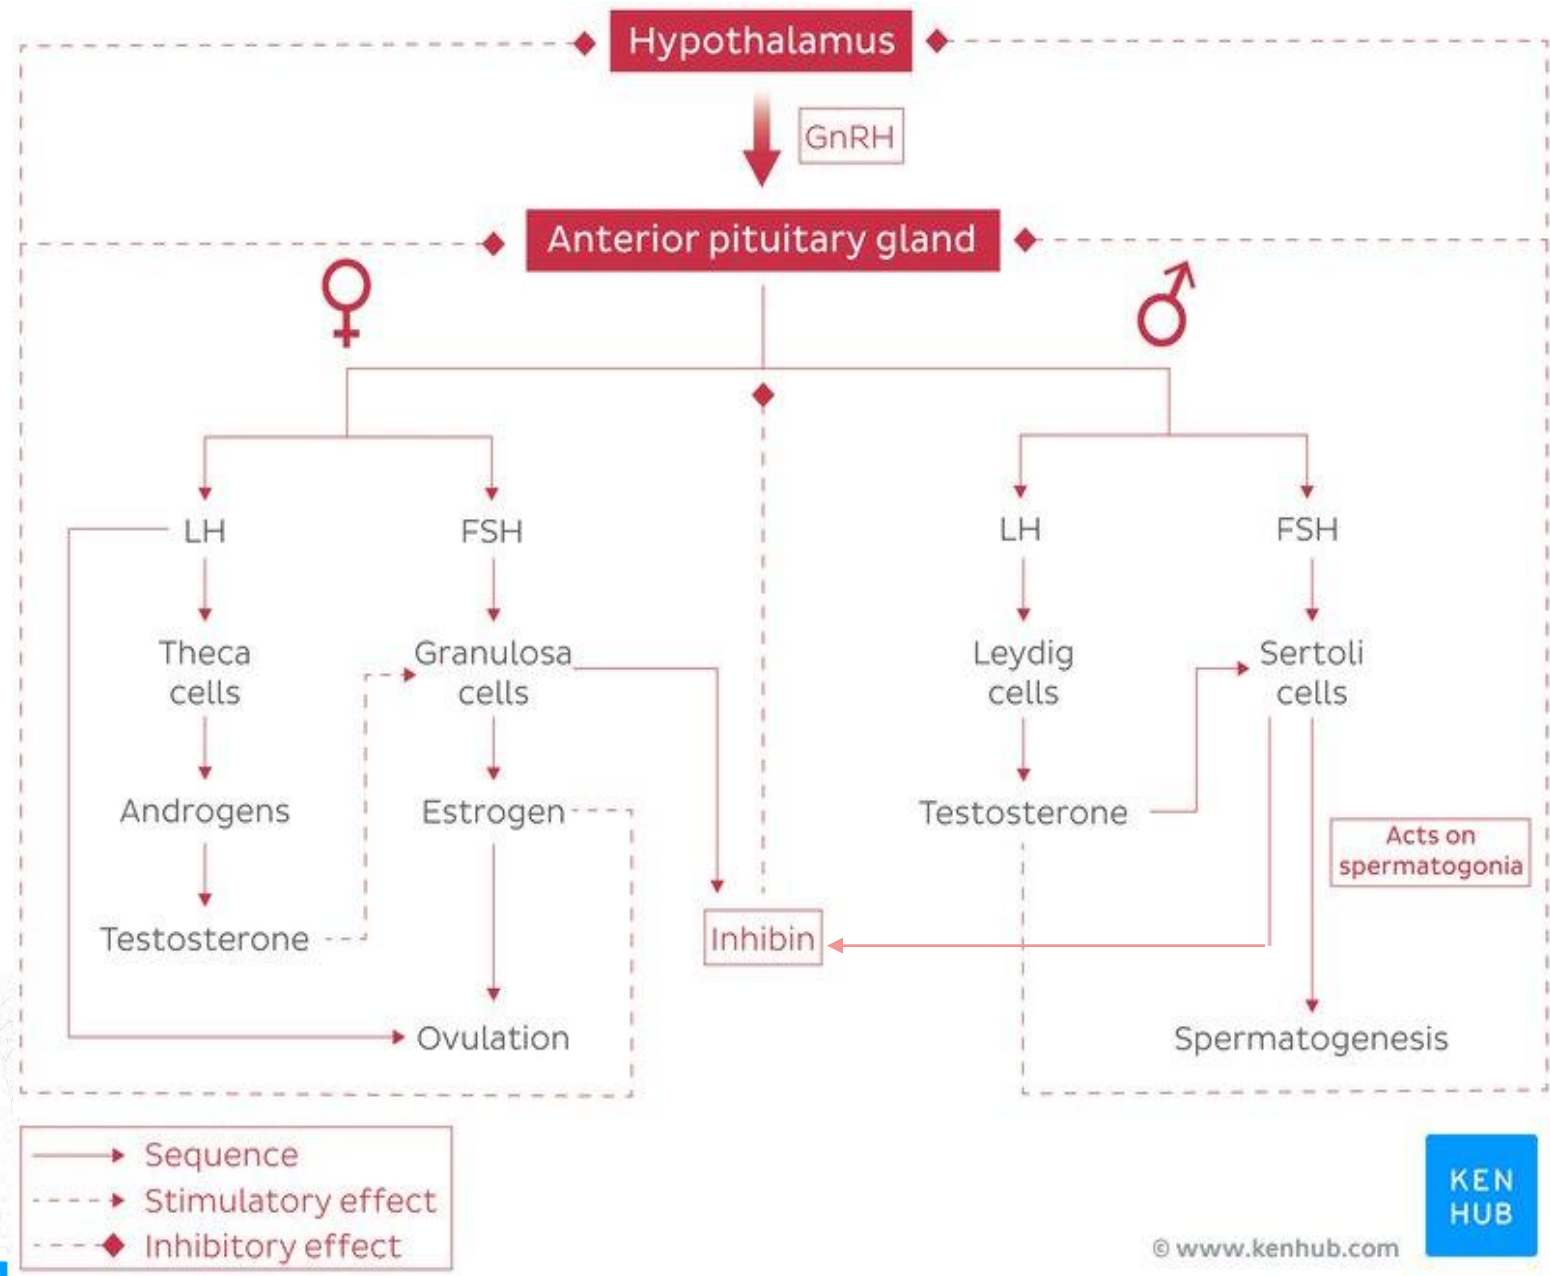 Hypothalamus
GnRH
Anterior pituitary gland
LH
FSH
LH
FSH
Theca
cells
Granulosa
cells
Leydig
cells
Sertoli
cells
Androgens
Estrogen
Testosterone
Acts on
spermatogonia
Testosterone
Inhibin
Ovulation
Spermatogenesis
Sequence
Stimulatory effect
Inhibitory effect
KEN
HUB
© www.kenhub.com